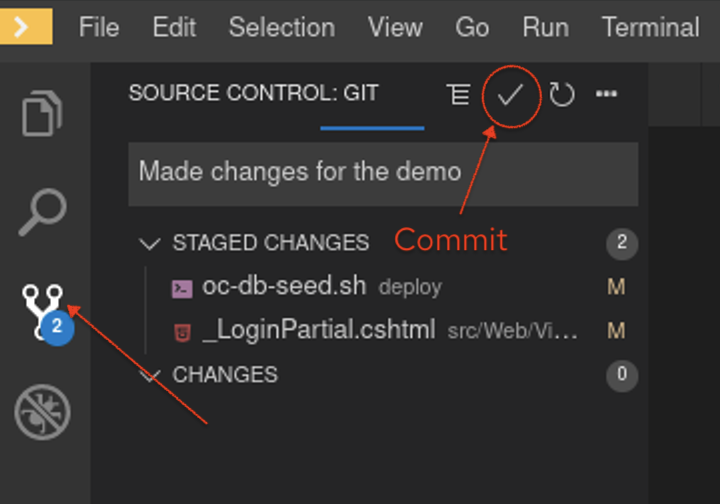 File Edit Selection View Go Run Terminal
SOURCE CONTROL: GIT
Made changes for the demo
STAGED CHANGES 2
Commit
oc-db-seed.sh deploy M
_LoginPartial.cshtml src/Web/Vi... M
2
CHANGES 0